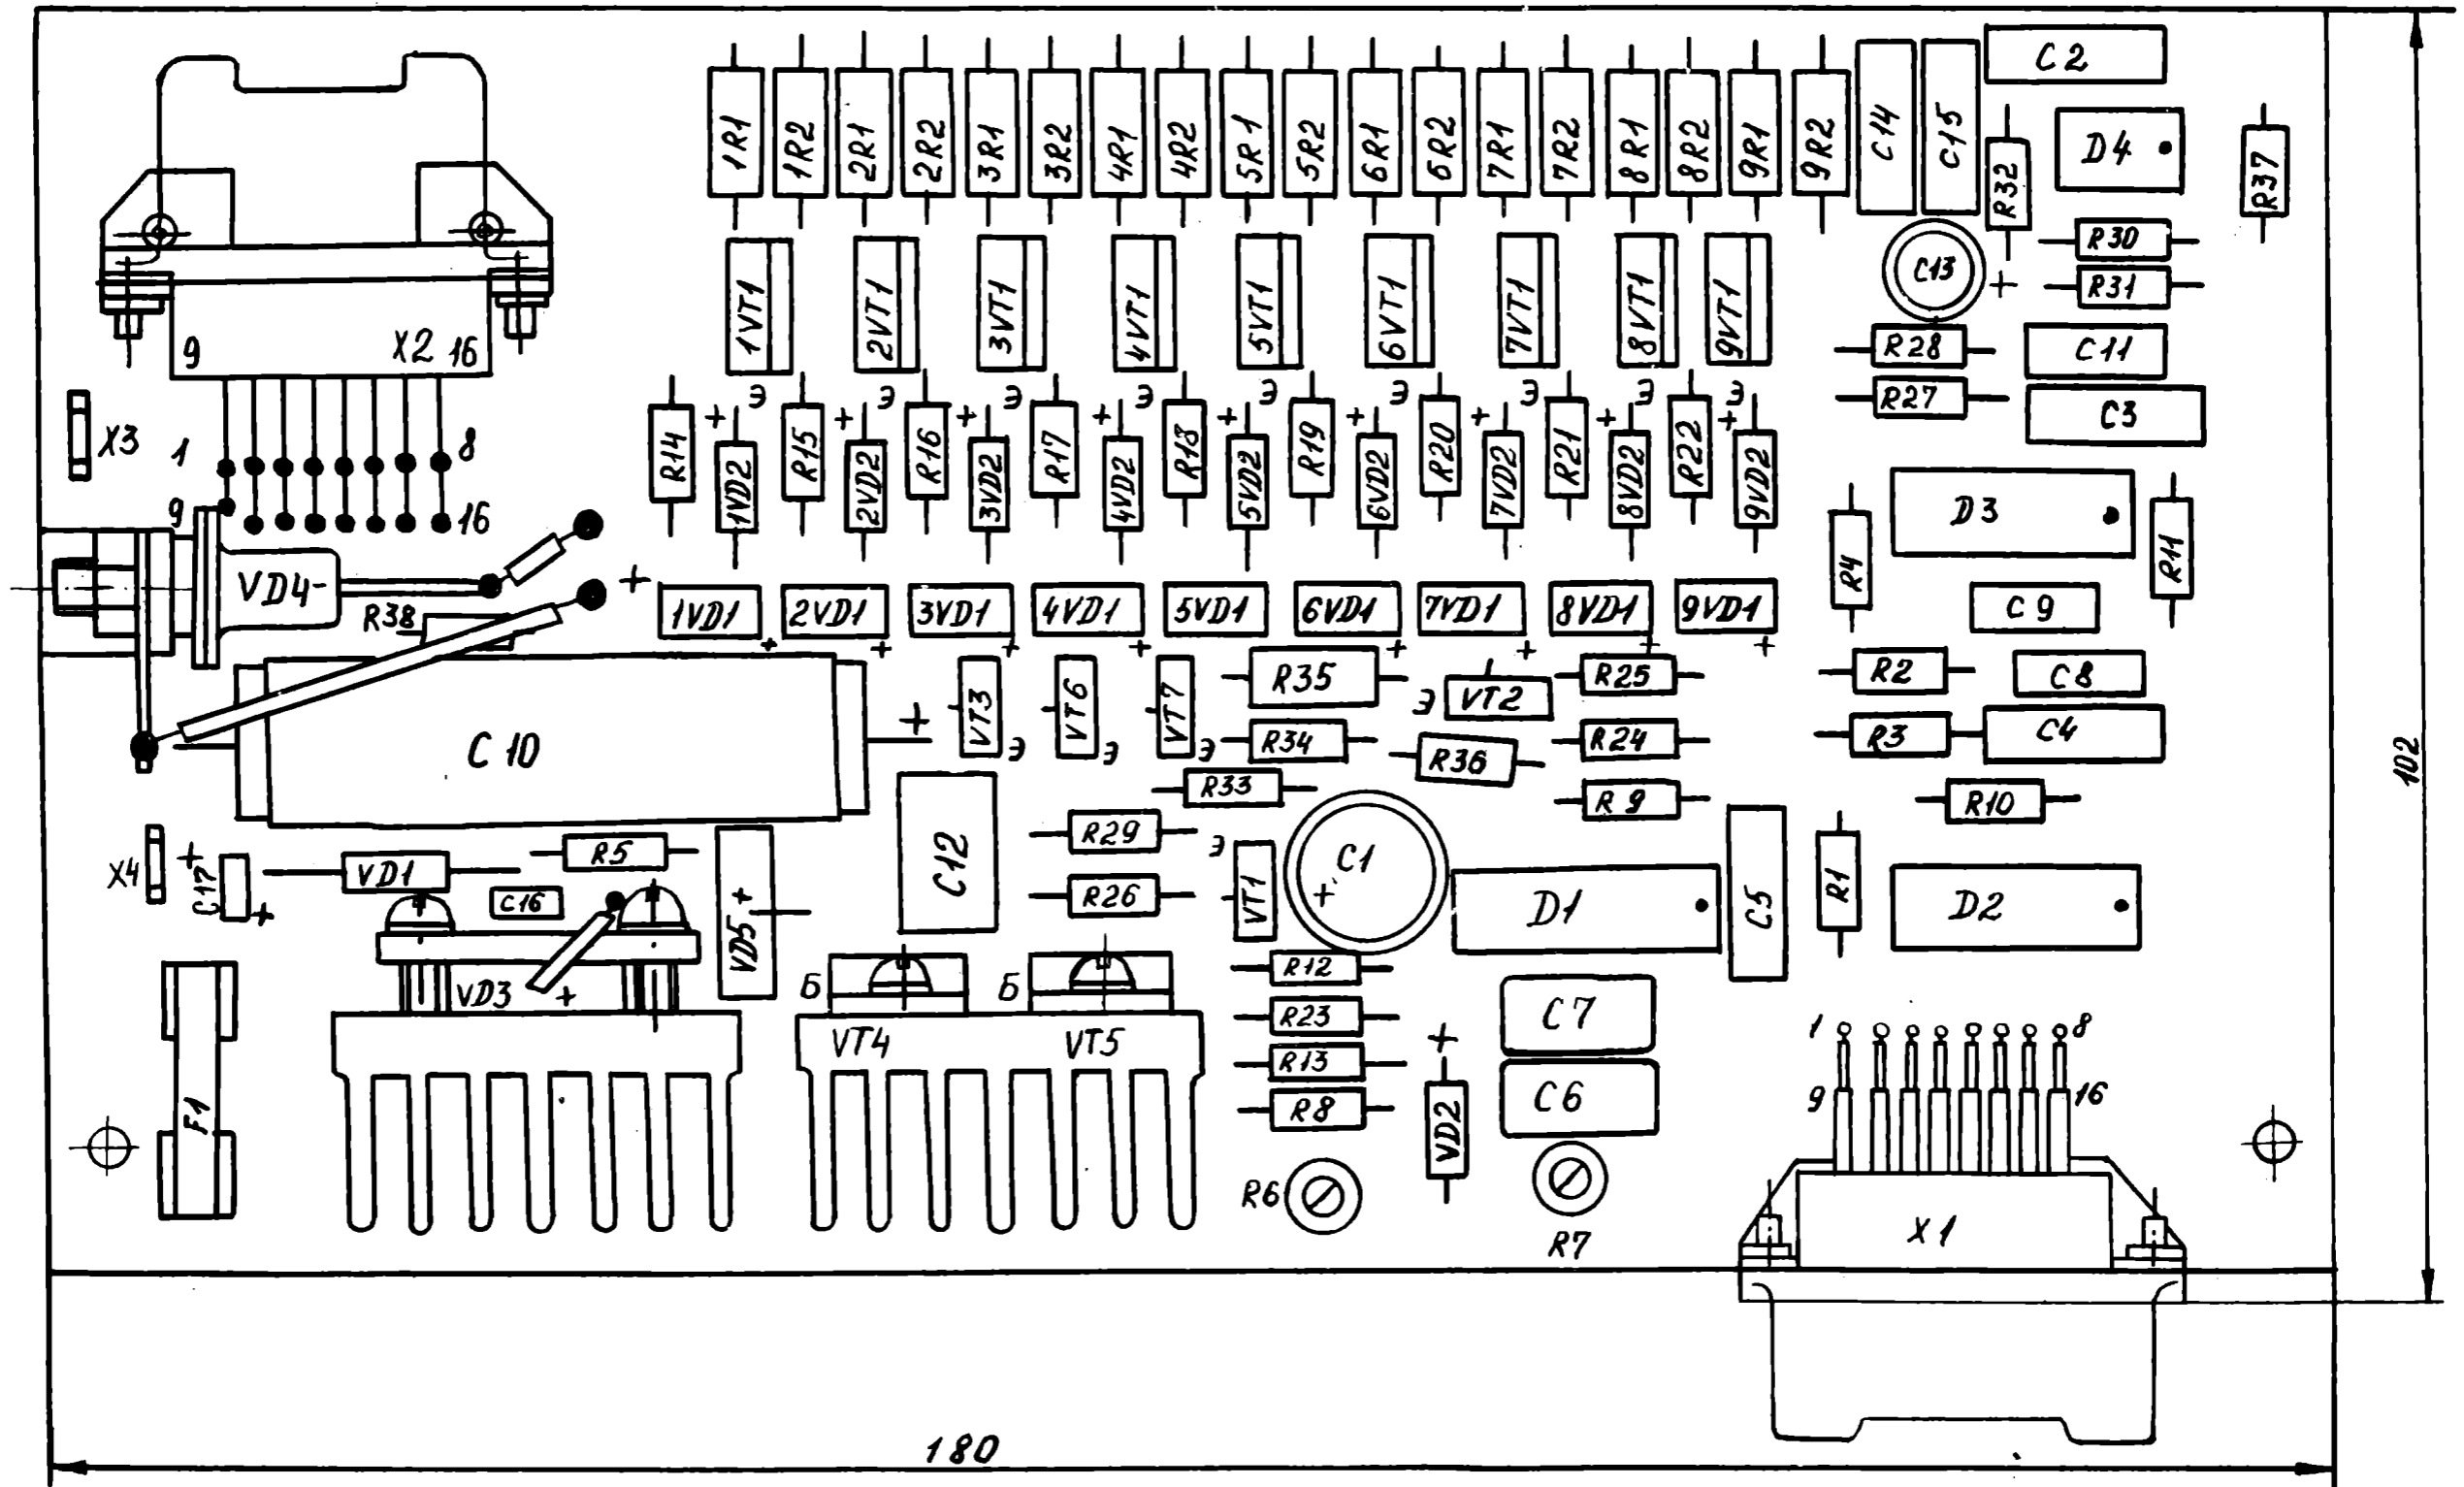 C2
1R1 1R2 2R1 2R2 3R1 3R2 4R1 4R2 5R1 5R2 6R1 6R2 7R1 7R2 8R1 8R2 9R1 9R2 C14 C15 R32 D4 R37
R30
C13 + R31
1VT1 2VT1 3VT1 4VT1 5VT1 6VT1 7VT1 8VT1 9VT1
9 X2 16
R28 C11
Э Э Э Э Э Э Э Э Э
R27 C3
+ + + + + + + + +
X3 1 8
R14 1VD2 R15 2VD2 R16 3VD2 R17 4VD2 R18 5VD2 R19 6VD2 R20 7VD2 R21 8VD2 R22 9VD2
9 16
D3
R4 R11
VD4 - +
R38
1VD1 2VD1 3VD1 4VD1 5VD1 6VD1 7VD1 8VD1 9VD1
C9
+ + + + + + + +
R35 R25 R2 C8
VT3 VT6 VT7 Э VT2
C10 + Э Э Э R34 R24 R3 C4
R36
R33 R9 R10
102
R29 Э
X4 + C17 + VD1 R5 C12 C1 +
VD5 + C16 R26 VT1 D1 C5 R1 D2
R12
VD3 + Б Б
VT4 VT5 R23 C7
+ 1 8
R13
R8 C6 9 16
F1 VD2
R6
R7 X1
180